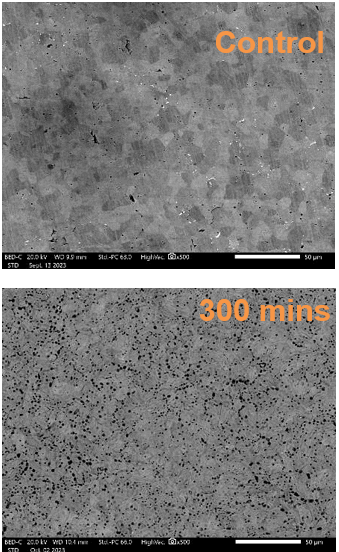 Control
BED-C 20.0 kV WD 9.9 mm Std.-PC 63.0 HighVac. x500 50 µm
STD Sept. 13 2023
300 mins
BED-C 20.0 kV WD 10.4 mm Std.-PC 66.0 HighVac. x500 50 µm
STD Oct. 02 2023